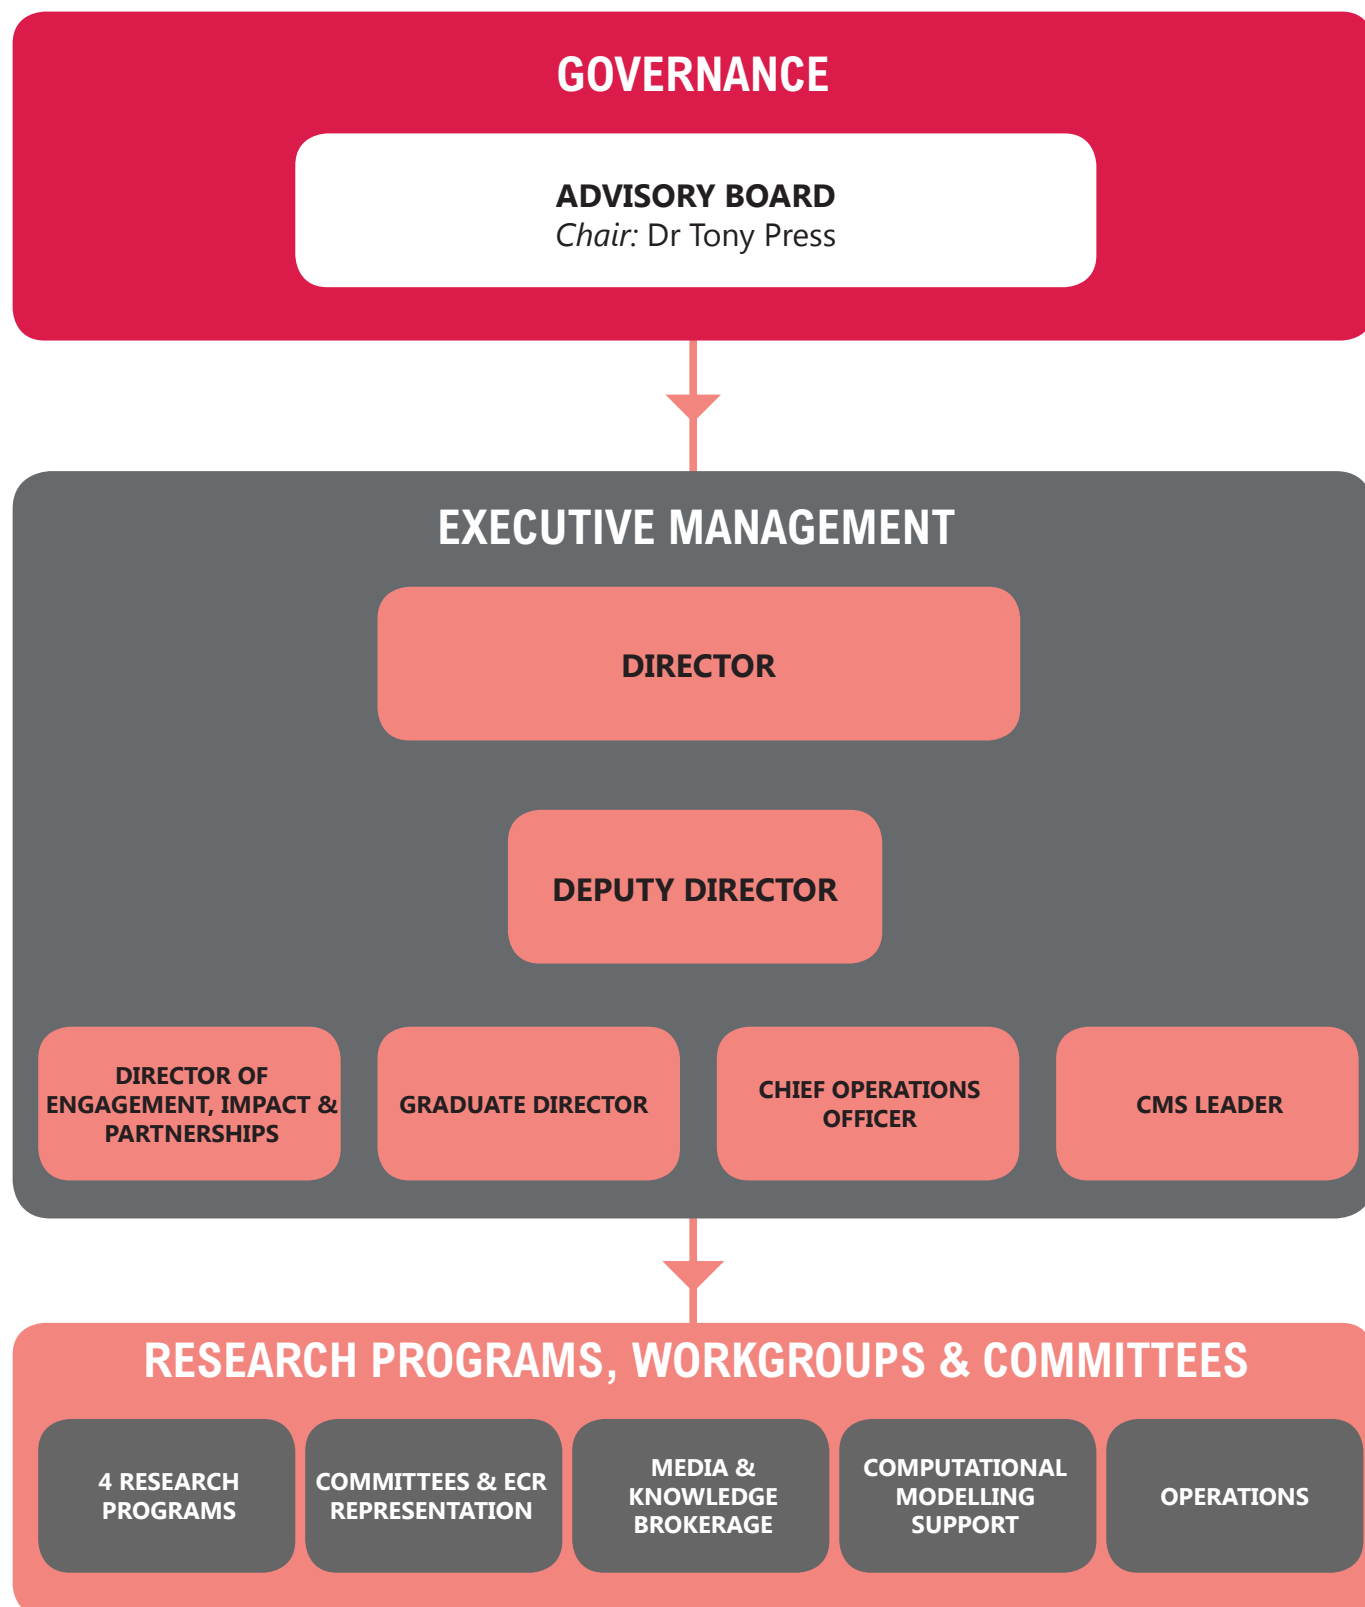 GOVERNANCE
ADVISORY BOARD
Chair: Dr Tony Press
EXECUTIVE MANAGEMENT
DIRECTOR
DEPUTY DIRECTOR
DIRECTOR OF
ENGAGEMENT, IMPACT &
PARTNERSHIPS
GRADUATE DIRECTOR
CHIEF OPERATIONS
OFFICER
CMS LEADER
RESEARCH PROGRAMS, WORKGROUPS & COMMITTEES
4 RESEARCH
PROGRAMS
COMMITTEES & ECR
REPRESENTATION
MEDIA &
KNOWLEDGE
BROKERAGE
COMPUTATIONAL
MODELLING
SUPPORT
OPERATIONS